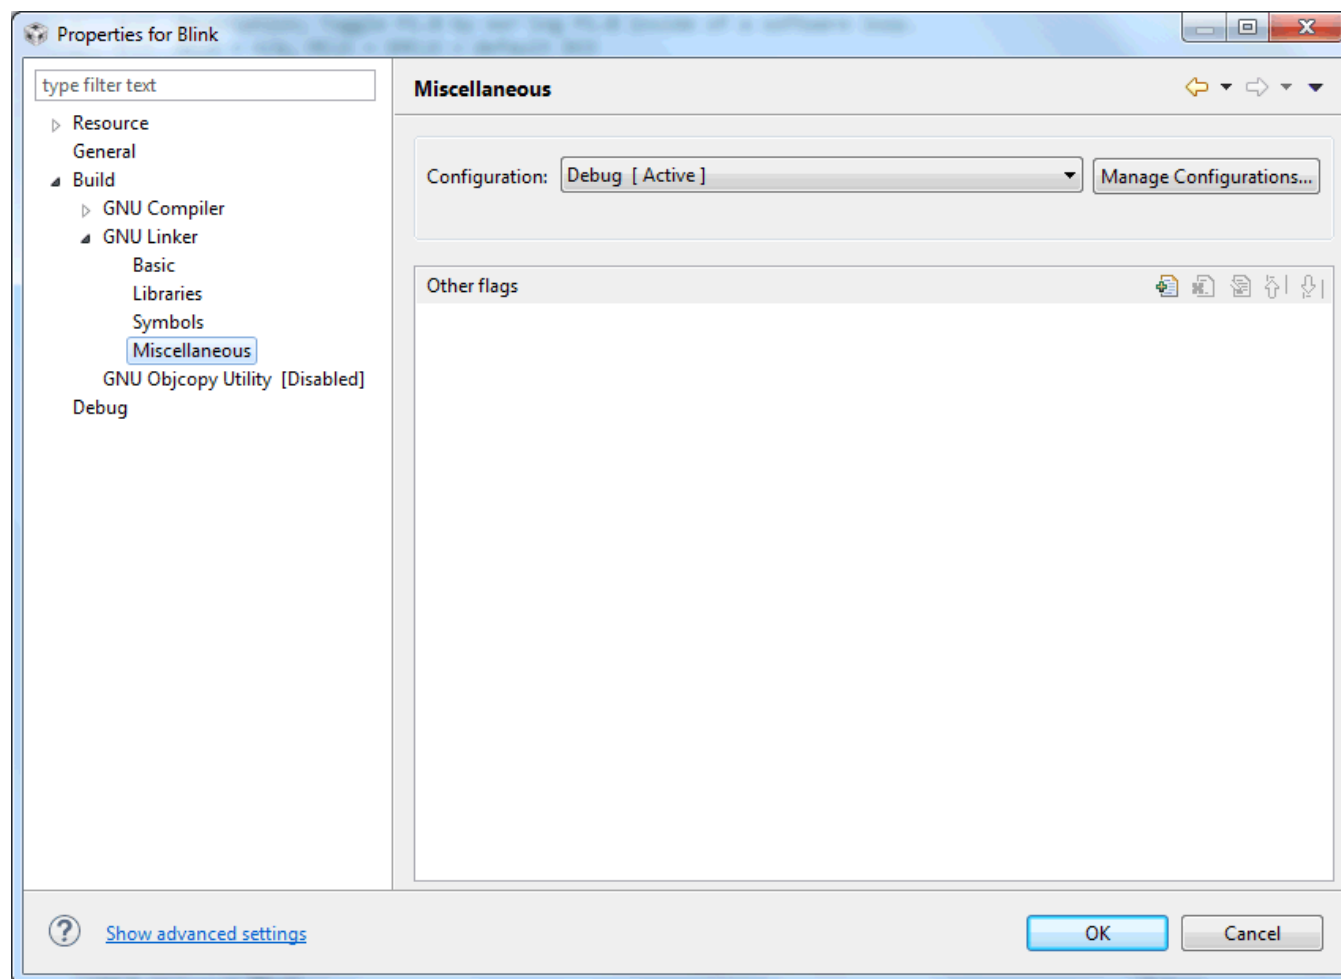 Properties for Blink
type filter text
Resource
General
Build
GNU Compiler
GNU Linker
Basic
Libraries
Symbols
Miscellaneous
GNU Objcopy Utility [Disabled]
Debug
Miscellaneous
Configuration: Debug [ Active ] Manage Configurations...
Other flags
Show advanced settings
OK Cancel